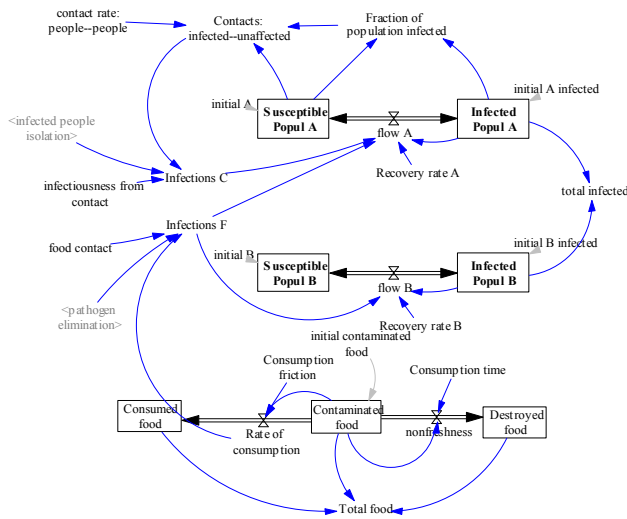 contact rate:
people--people
Contacts:
infected--unaffected
Fraction of
population infected
initial A
Susceptible
Popul A
Infected
Popul A
initial A infected
flow A
<infected people
isolation>
Infections C
Recovery rate A
infectiousness from
contact
total infected
Infections F
food contact
initial B
Susceptible
Popul B
Infected
Popul B
initial B infected
flow B
<pathogen
elimination>
Recovery rate B
initial contaminated
food
Consumption
friction
Consumption time
Consumed
food
Contaminated
food
Destroyed
food
Rate of
consumption
nonfreshness
Total food